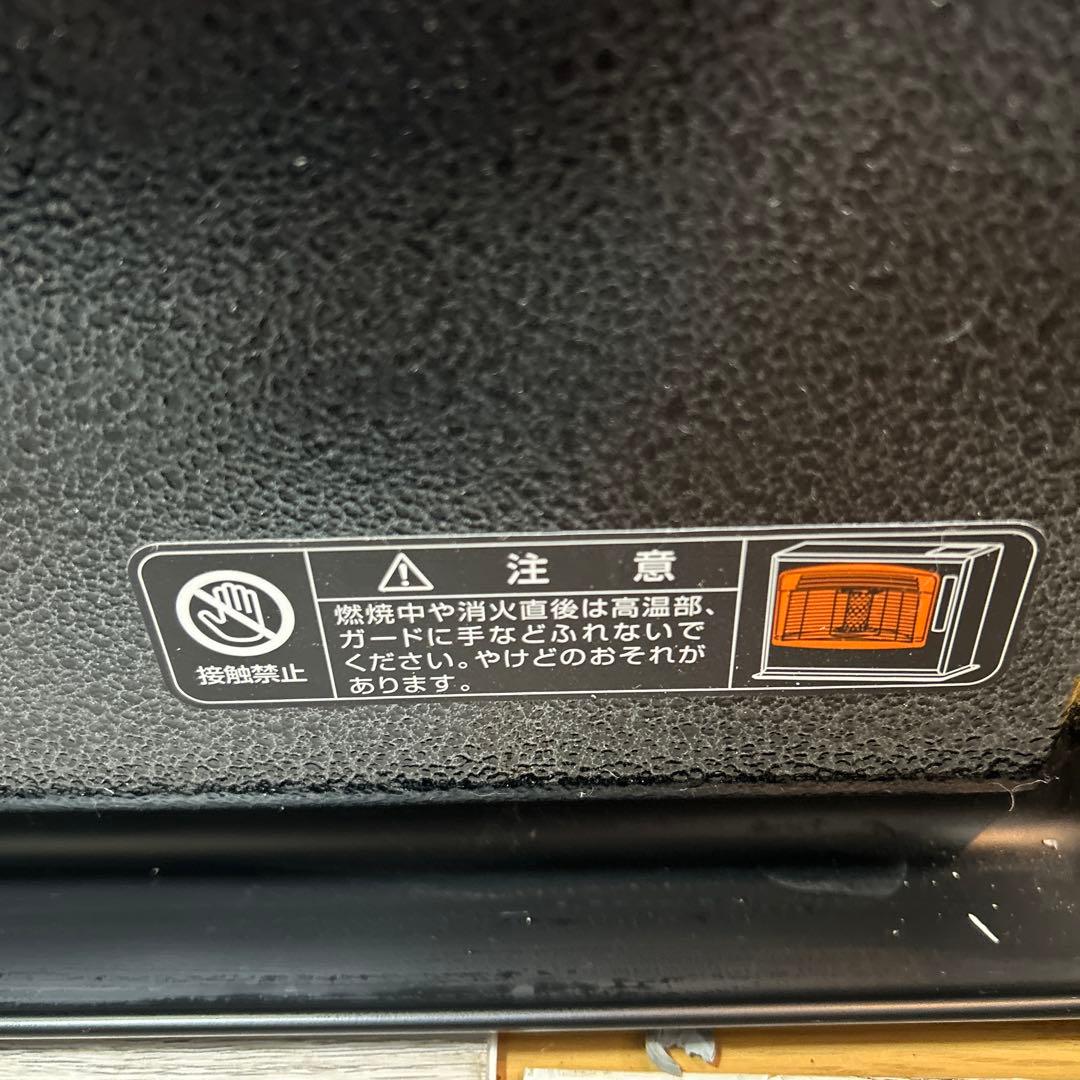 接触禁止
注意
燃焼中や消火直後は高温部、
ガードに手などふれないで
ください。やけどのおそれが
あります。